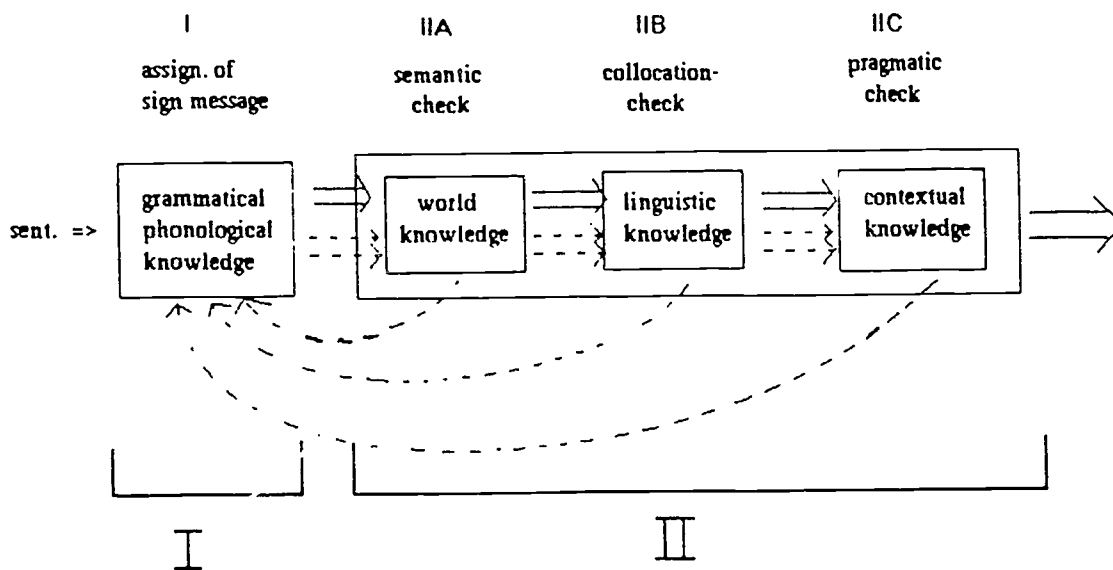 I
assign. of
sign message
IIA
semantic
check
IIB
collocation-
check
IIC
pragmatic
check
sent. =>
grammatical
phonological
knowledge
world
knowledge
linguistic
knowledge
contextual
knowledge
I
II